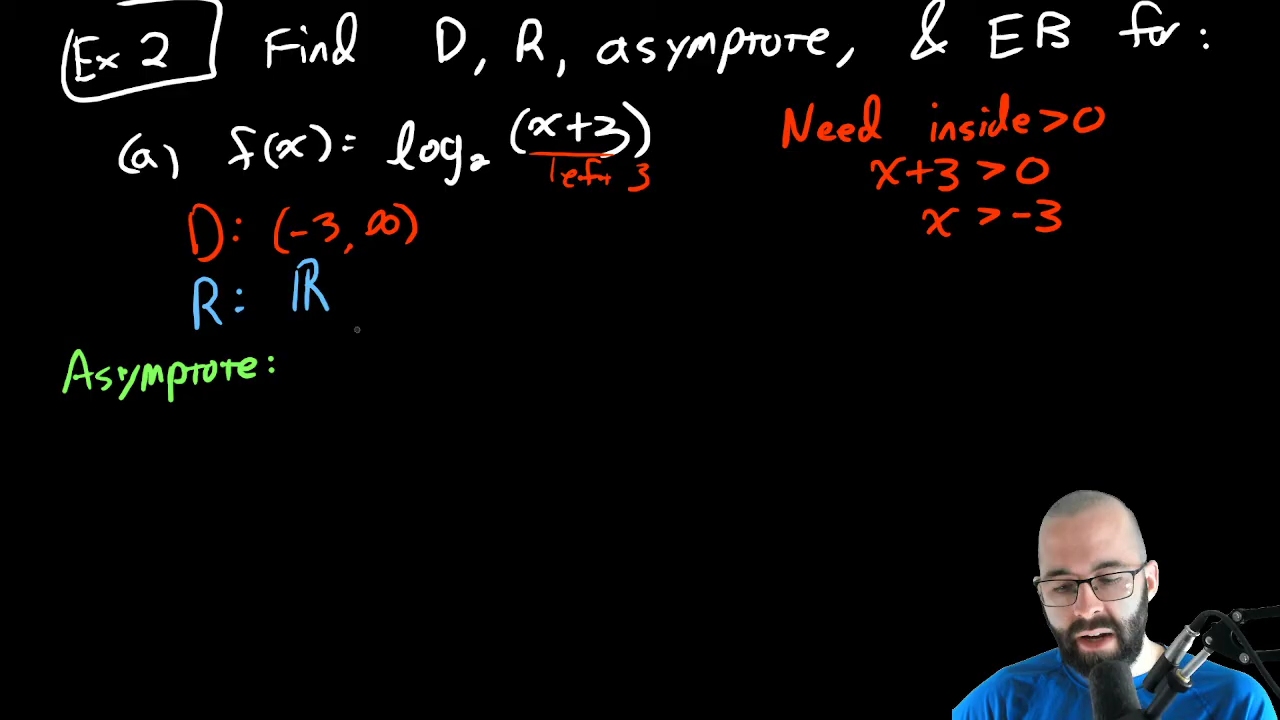 Ex 2 Find D, R, asymptote, & EB for:
(a) f(x) = log₂ (x+3)
left 3
Need inside > 0
x+3 > 0
x > -3
D: (-3, ∞)
R: ℝ
Asymptote: